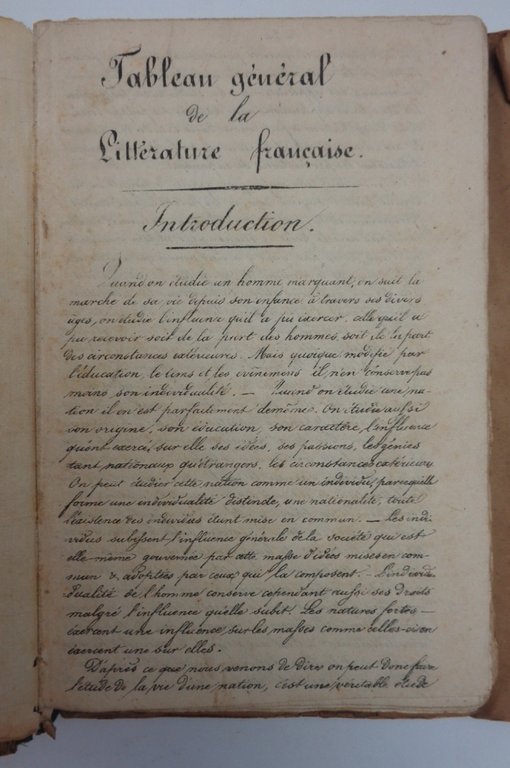 Tableau général
de la
Littérature française.
Introduction.
Quand on étudie un homme marquant, on suit la
marche de sa vie depuis son enfance à travers ses divers
âges, on étudie l'influence qu'il a pu exercer, celle qu'il a
pu recevoir soit de la part des hommes, soit de la part
des circonstances extérieures. Mais quoique modifié par
l'éducation, le tems et les événemens il n'en conserve pas
moins son individualité. — Quand on étudie une na-
tion il en est parfaitement de même. On étudie aussi
son origine, son éducation, son caractère, l'influence
qu'ont exercé sur elle ses idées, ses passions, les génies
tant nationaux qu'étrangers, les circonstances extérieures
On peut étudier cette nation comme un individu, parcequ'elle
forme une individualité distincte, une nationalité, toute
l'existence des individus étant mise en commun. — Les indi-
vidus subissent l'influence générale de la société qui est
elle-même gouvernée par cette masse d'idées mises en com-
mun & adoptées par ceux qui la composent. — L'indivi-
dualité de l'homme conserve cependant aussi ses droits
malgré l'influence qu'elle subit. Les natures fortes
exercent une influence sur les masses comme celles-ci en
exercent une sur elles.
D'après ce que nous venons de dire on peut donc faire
l'étude de la vie d'une nation, c'est une véritable étude